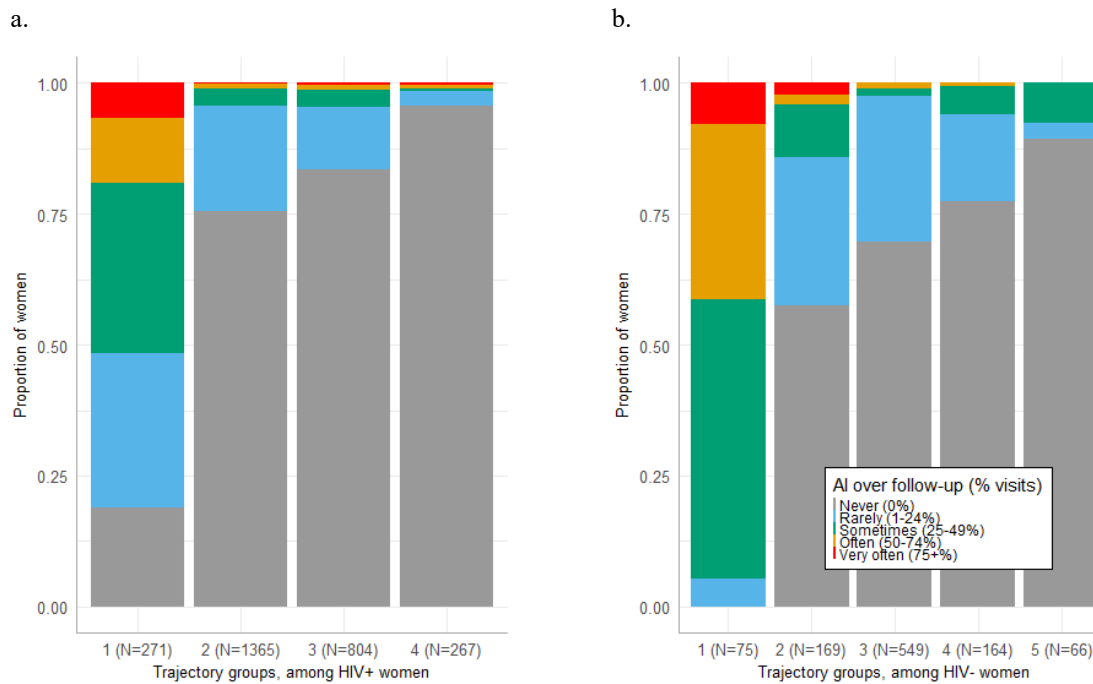 a.
b.
1.00
0.75
0.50
0.25
0.00
Proportion of women
1 (N=271) 2 (N=1365) 3 (N=804) 4 (N=267)
Trajectory groups, among HIV+ women
1.00
0.75
0.50
0.25
0.00
Proportion of women
AI over follow-up (% visits)
Never (0%)
Rarely (1-24%)
Sometimes (25-49%)
Often (50-74%)
Very often (75+%)
1 (N=75) 2 (N=169) 3 (N=549) 4 (N=164) 5 (N=66)
Trajectory groups, among HIV- women